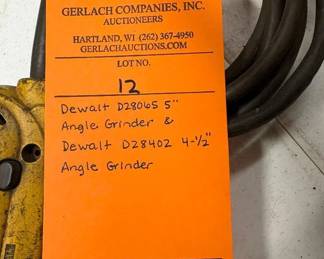 GERLACH COMPANIES, INC.
AUCTIONEERS
HARTLAND, WI (262) 367-4950
GERLACHAUCTIONS.COM
LOT NO.
12
Dewalt D28065 5"
Angle Grinder &
Dewalt D28402 4-1/2"
Angle Grinder